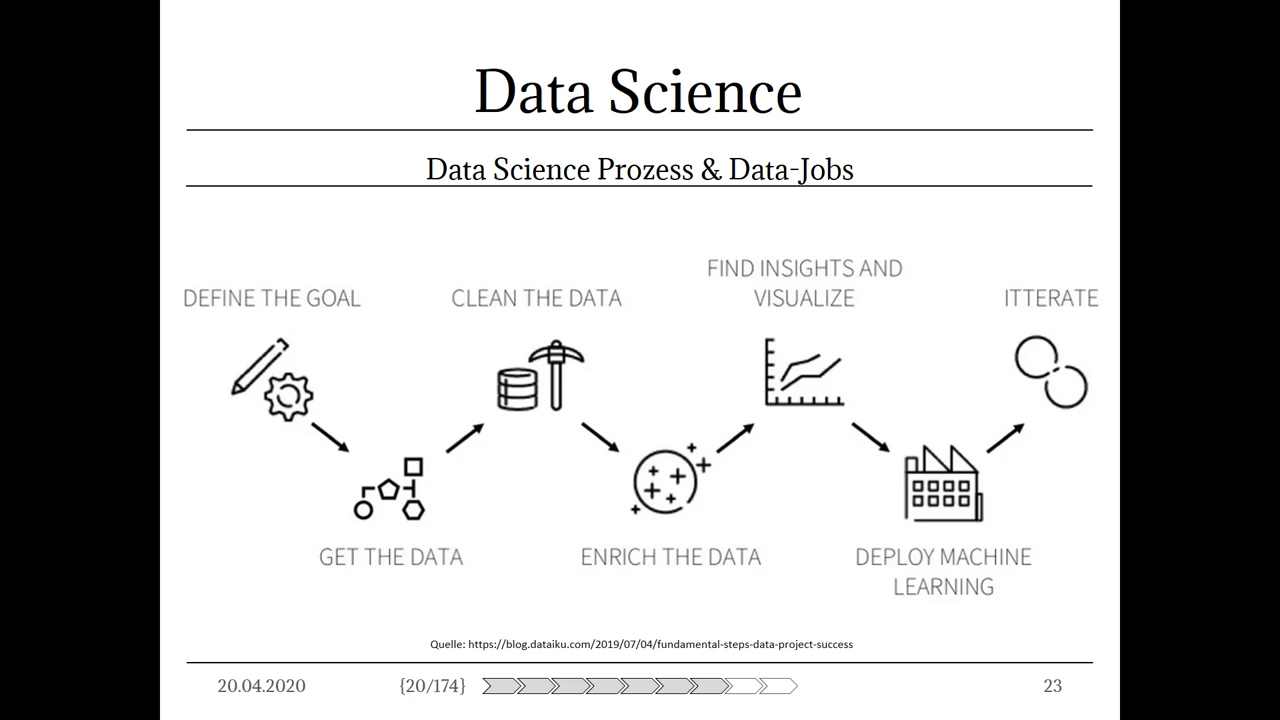 Data Science
Data Science Prozess & Data-Jobs
DEFINE THE GOAL
GET THE DATA
CLEAN THE DATA
ENRICH THE DATA
FIND INSIGHTS AND
VISUALIZE
DEPLOY MACHINE
LEARNING
ITTERATE
Quelle: https://blog.dataiku.com/2019/07/04/fundamental-steps-data-project-success
20.04.2020
{20/174}
23